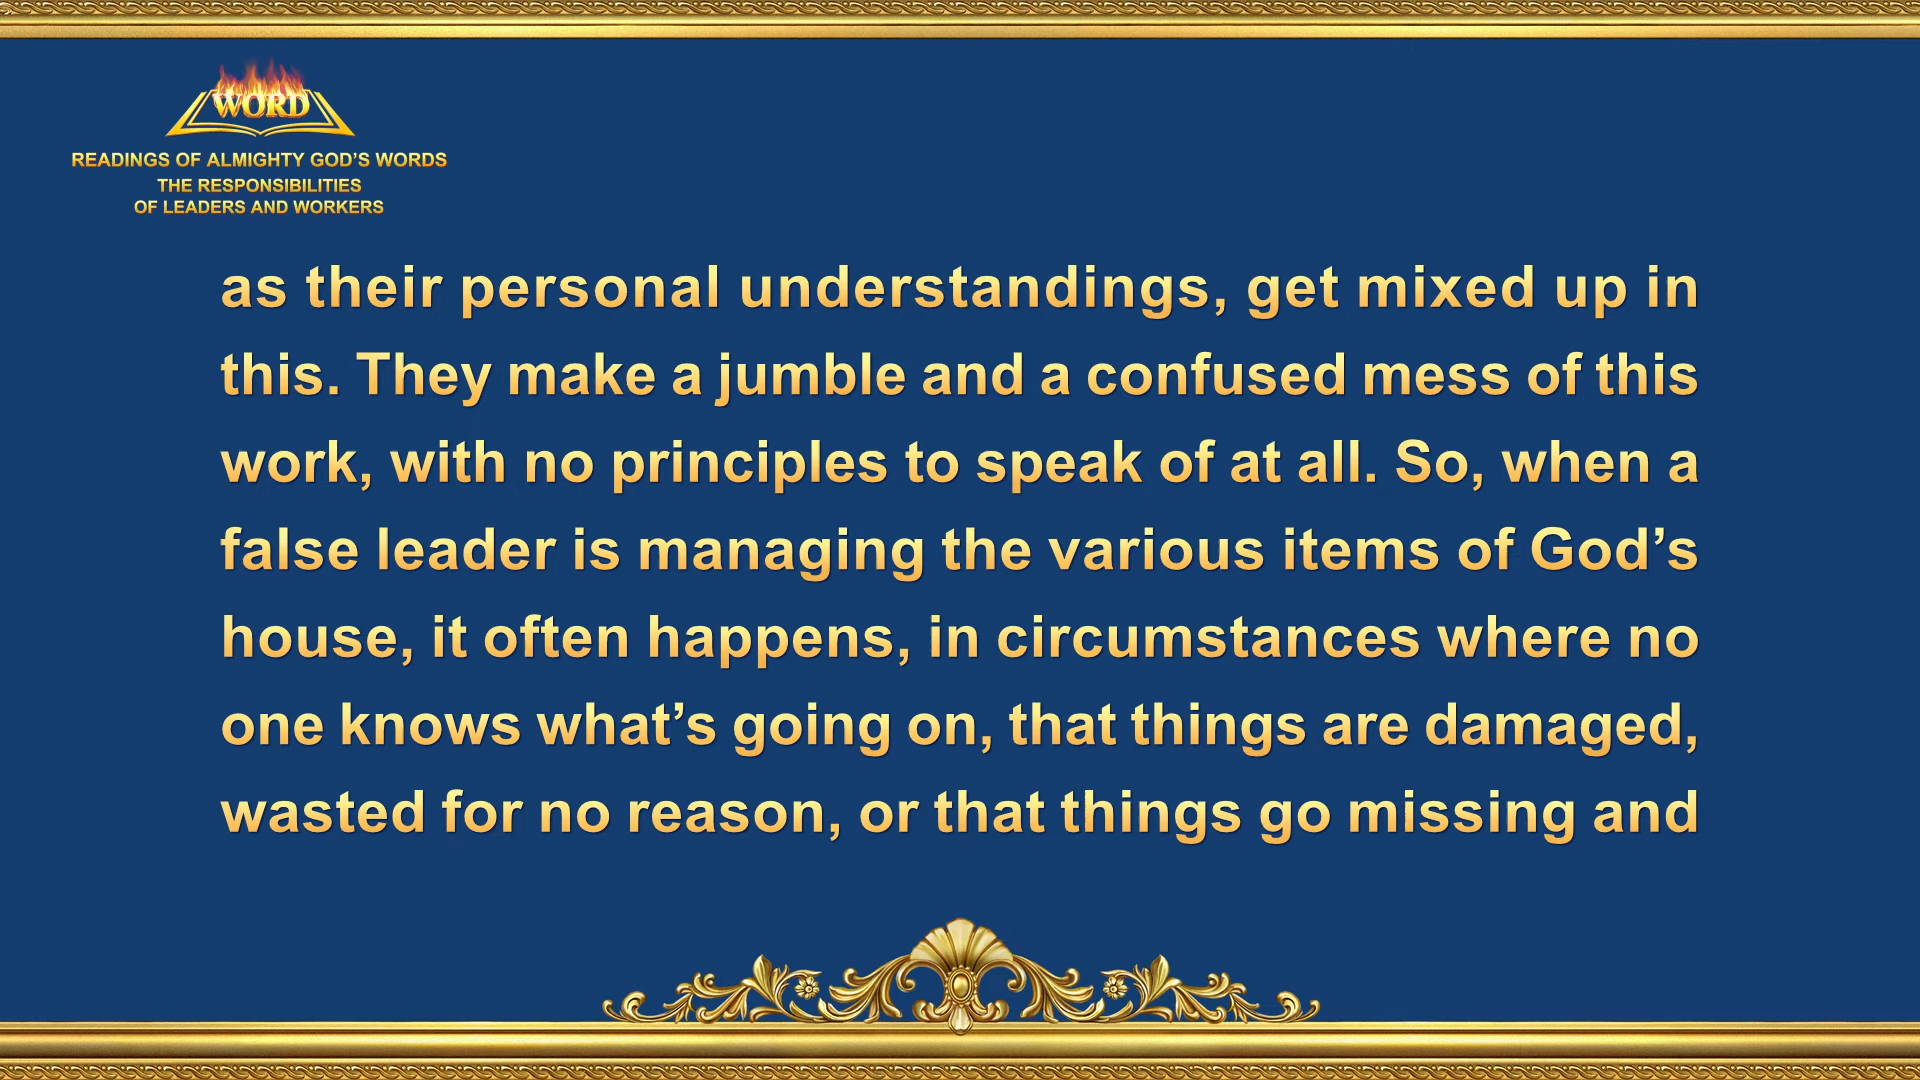 WORD
READINGS OF ALMIGHTY GOD’S WORDS
THE RESPONSIBILITIES
OF LEADERS AND WORKERS
as their personal understandings, get mixed up in
this. They make a jumble and a confused mess of this
work, with no principles to speak of at all. So, when a
false leader is managing the various items of God’s
house, it often happens, in circumstances where no
one knows what’s going on, that things are damaged,
wasted for no reason, or that things go missing and